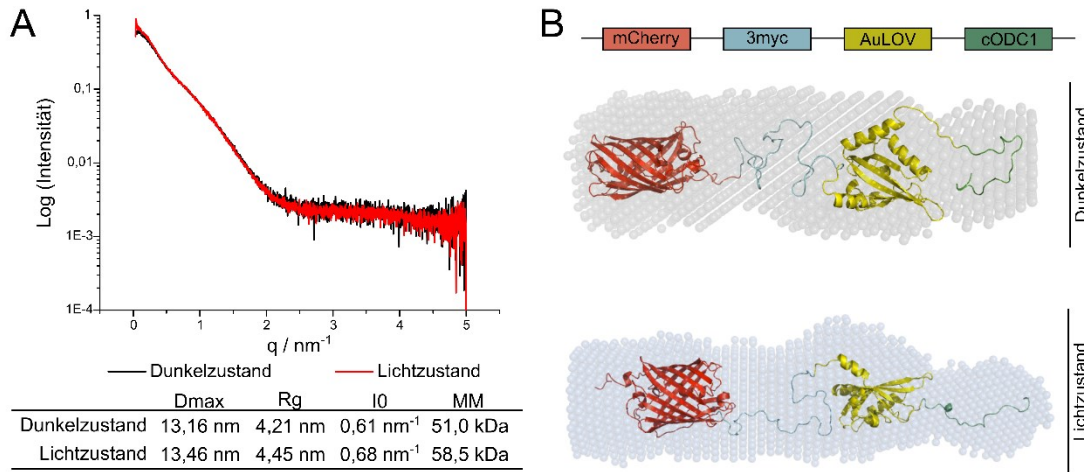 A
Log (Intensität)
1
0,1
0,01
1E-3
1E-4
0 1 2 3 4 5
q / nm⁻¹
Dunkelzustand Lichtzustand
Dmax Rg I0 MM
Dunkelzustand 13,16 nm 4,21 nm 0,61 nm⁻¹ 51,0 kDa
Lichtzustand 13,46 nm 4,45 nm 0,68 nm⁻¹ 58,5 kDa
B
mCherry 3myc AuLOV cODC1
Dunkelzustand
Lichtzustand